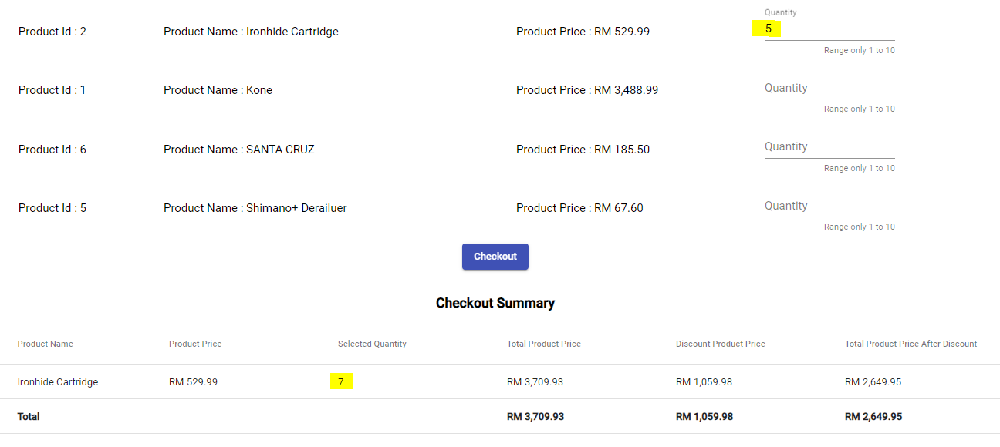 Quantity
Product Id : 2 Product Name : Ironhide Cartridge Product Price : RM 529.99 5
Range only 1 to 10
Product Id : 1 Product Name : Kone Product Price : RM 3,488.99 Quantity
Range only 1 to 10
Product Id : 6 Product Name : SANTA CRUZ Product Price : RM 185.50 Quantity
Range only 1 to 10
Product Id : 5 Product Name : Shimano+ Derailuer Product Price : RM 67.60 Quantity
Range only 1 to 10
Checkout
Checkout Summary
Product Name Product Price Selected Quantity Total Product Price Discount Product Price Total Product Price After Discount
Ironhide Cartridge RM 529.99 7 RM 3,709.93 RM 1,059.98 RM 2,649.95
Total RM 3,709.93 RM 1,059.98 RM 2,649.95